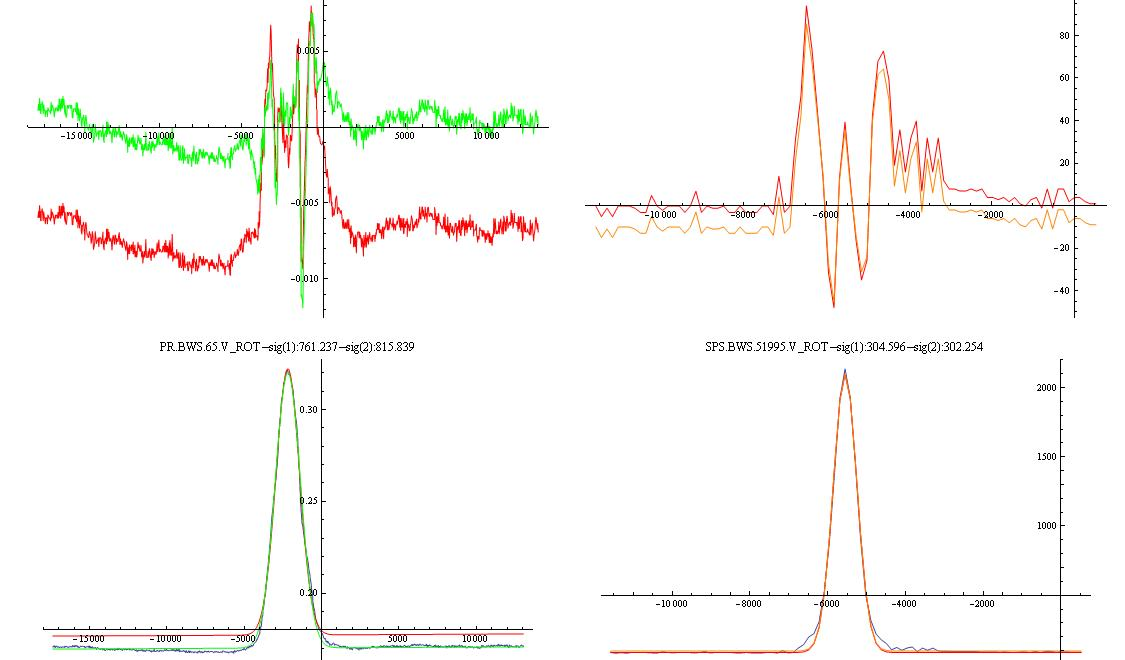 0.005
−15 000 −10 000 −5000 5000 10 000
−0.005
−0.010
80
60
40
20
−10 000 −8000 −6000 −4000 −2000
−20
−40
PR.BWS.65.V_ROT−sig(1):761.237−sig(2):815.839
0.30
0.25
0.20
−15000 −10000 −5000 5000 10000
SPS.BWS.51995.V_ROT−sig(1):304.596−sig(2):302.254
2000
1500
1000
−10 000 −8000 −6000 −4000 −2000